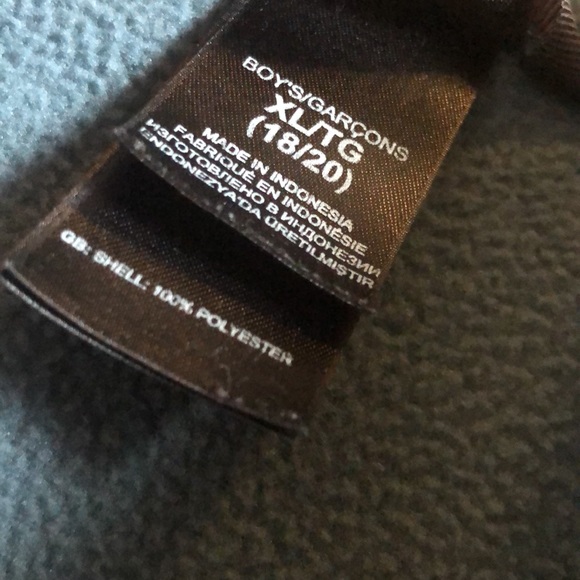 BOY'S/GARÇONS
XL/TG
(18/20)
MADE IN INDONESIA
FABRIQUÉ EN INDONÉSIE
ИЗГОТОВЛЕНО В ИНДОНЕЗИИ
ENDONEZYA'DA ÜRETILMIŞTIR
GB: SHELL: 100% POLYESTER